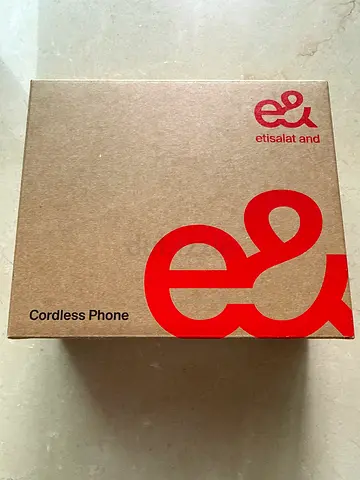 e&
etisalat and
e&
Cordless Phone